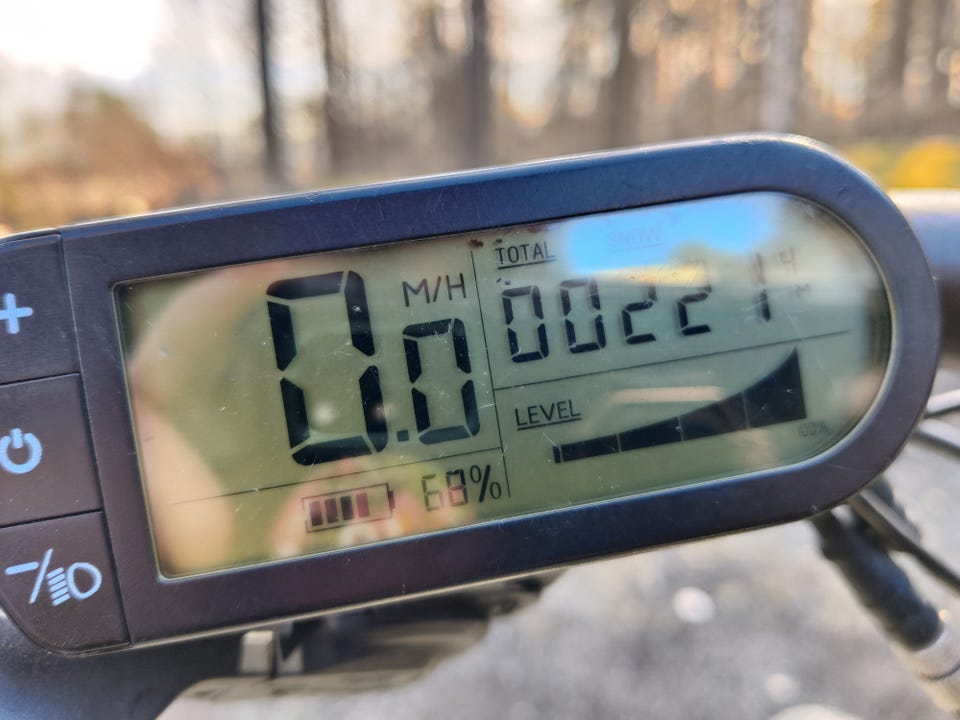 TOTAL
M/H
0.0
00221
LEVEL
68%
+
-/